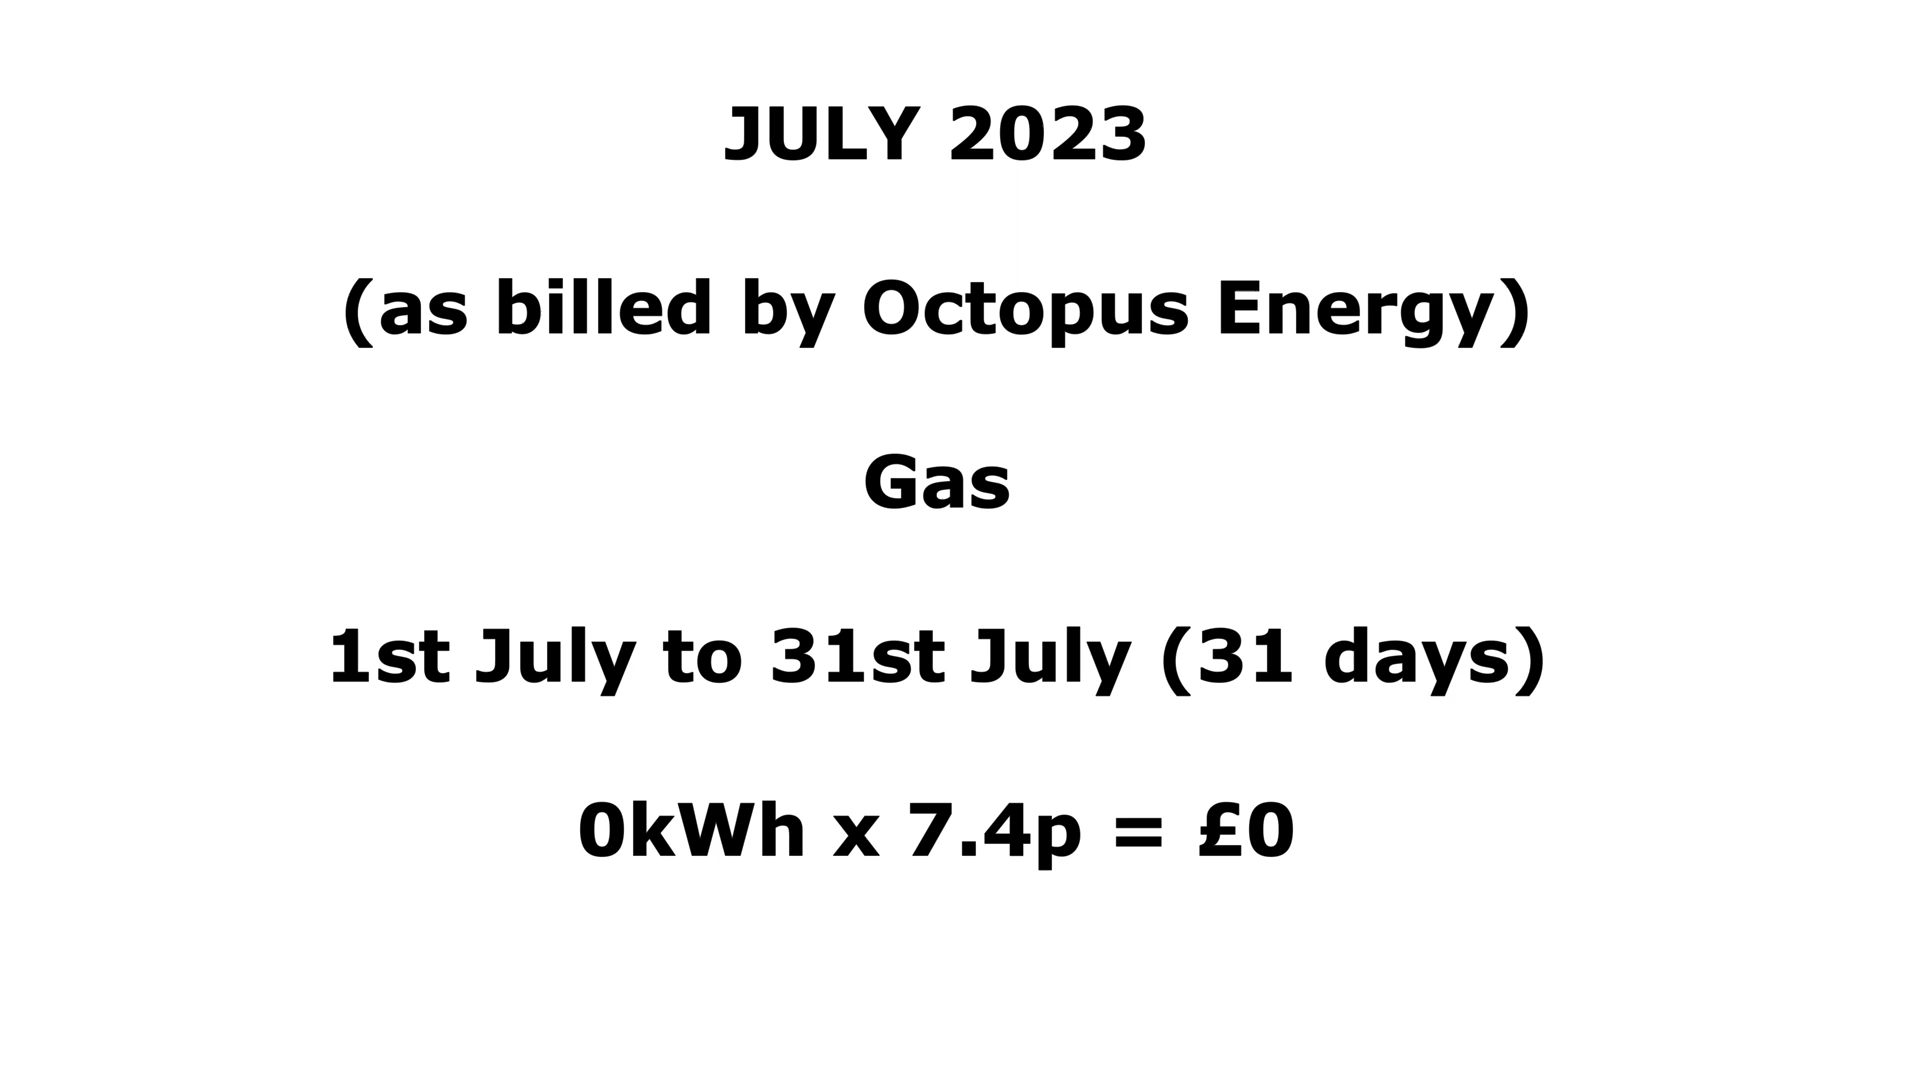 JULY 2023
(as billed by Octopus Energy)
Gas
1st July to 31st July (31 days)
0kWh x 7.4p = £0